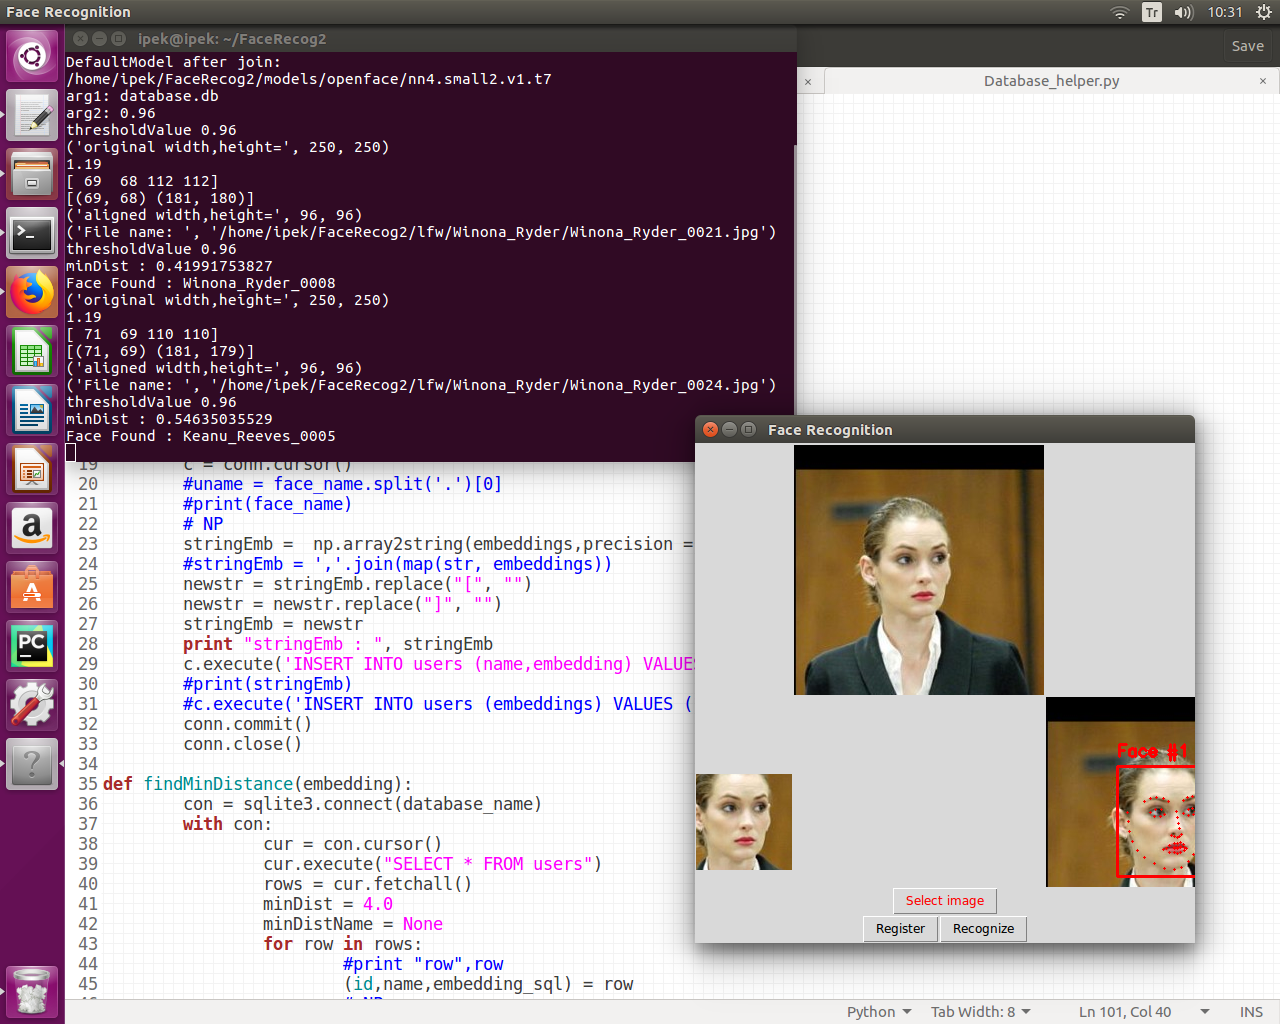 Face Recognition
Tr
10:31
ipek@ipek: ~/FaceRecog2
Save
DefaultModel after join:
/home/ipek/FaceRecog2/models/openface/nn4.small2.v1.t7
arg1: database.db
arg2: 0.96
thresholdValue 0.96
('original width,height=', 250, 250)
1.19
[ 69  68 112 112]
[(69, 68) (181, 180)]
('aligned width,height=', 96, 96)
('File name: ', '/home/ipek/FaceRecog2/lfw/Winona_Ryder/Winona_Ryder_0021.jpg')
thresholdValue 0.96
minDist : 0.41991753827
Face Found : Winona_Ryder_0008
('original width,height=', 250, 250)
1.19
[ 71  69 110 110]
[(71, 69) (181, 179)]
('aligned width,height=', 96, 96)
('File name: ', '/home/ipek/FaceRecog2/lfw/Winona_Ryder/Winona_Ryder_0024.jpg')
thresholdValue 0.96
minDist : 0.54635035529
Face Found : Keanu_Reeves_0005
× Database_helper.py ×
19 c = conn.cursor()
20 #uname = face_name.split('.')[0]
21 #print(face_name)
22 # NP
23 stringEmb =  np.array2string(embeddings,precision =
24 #stringEmb = ','.join(map(str, embeddings))
25 newstr = stringEmb.replace("[", "")
26 newstr = newstr.replace("]", "")
27 stringEmb = newstr
28 print "stringEmb : ", stringEmb
29 c.execute('INSERT INTO users (name,embedding) VALUES
30 #print(stringEmb)
31 #c.execute('INSERT INTO users (embeddings) VALUES (
32 conn.commit()
33 conn.close()
34
35 def findMinDistance(embedding):
36 con = sqlite3.connect(database_name)
37 with con:
38 cur = con.cursor()
39 cur.execute("SELECT * FROM users")
40 rows = cur.fetchall()
41 minDist = 4.0
42 minDistName = None
43 for row in rows:
44 #print "row",row
45 (id,name,embedding_sql) = row
46 # NP
Face Recognition
Face #1
Select image
Register Recognize
PC
Python Tab Width: 8 Ln 101, Col 40 INS